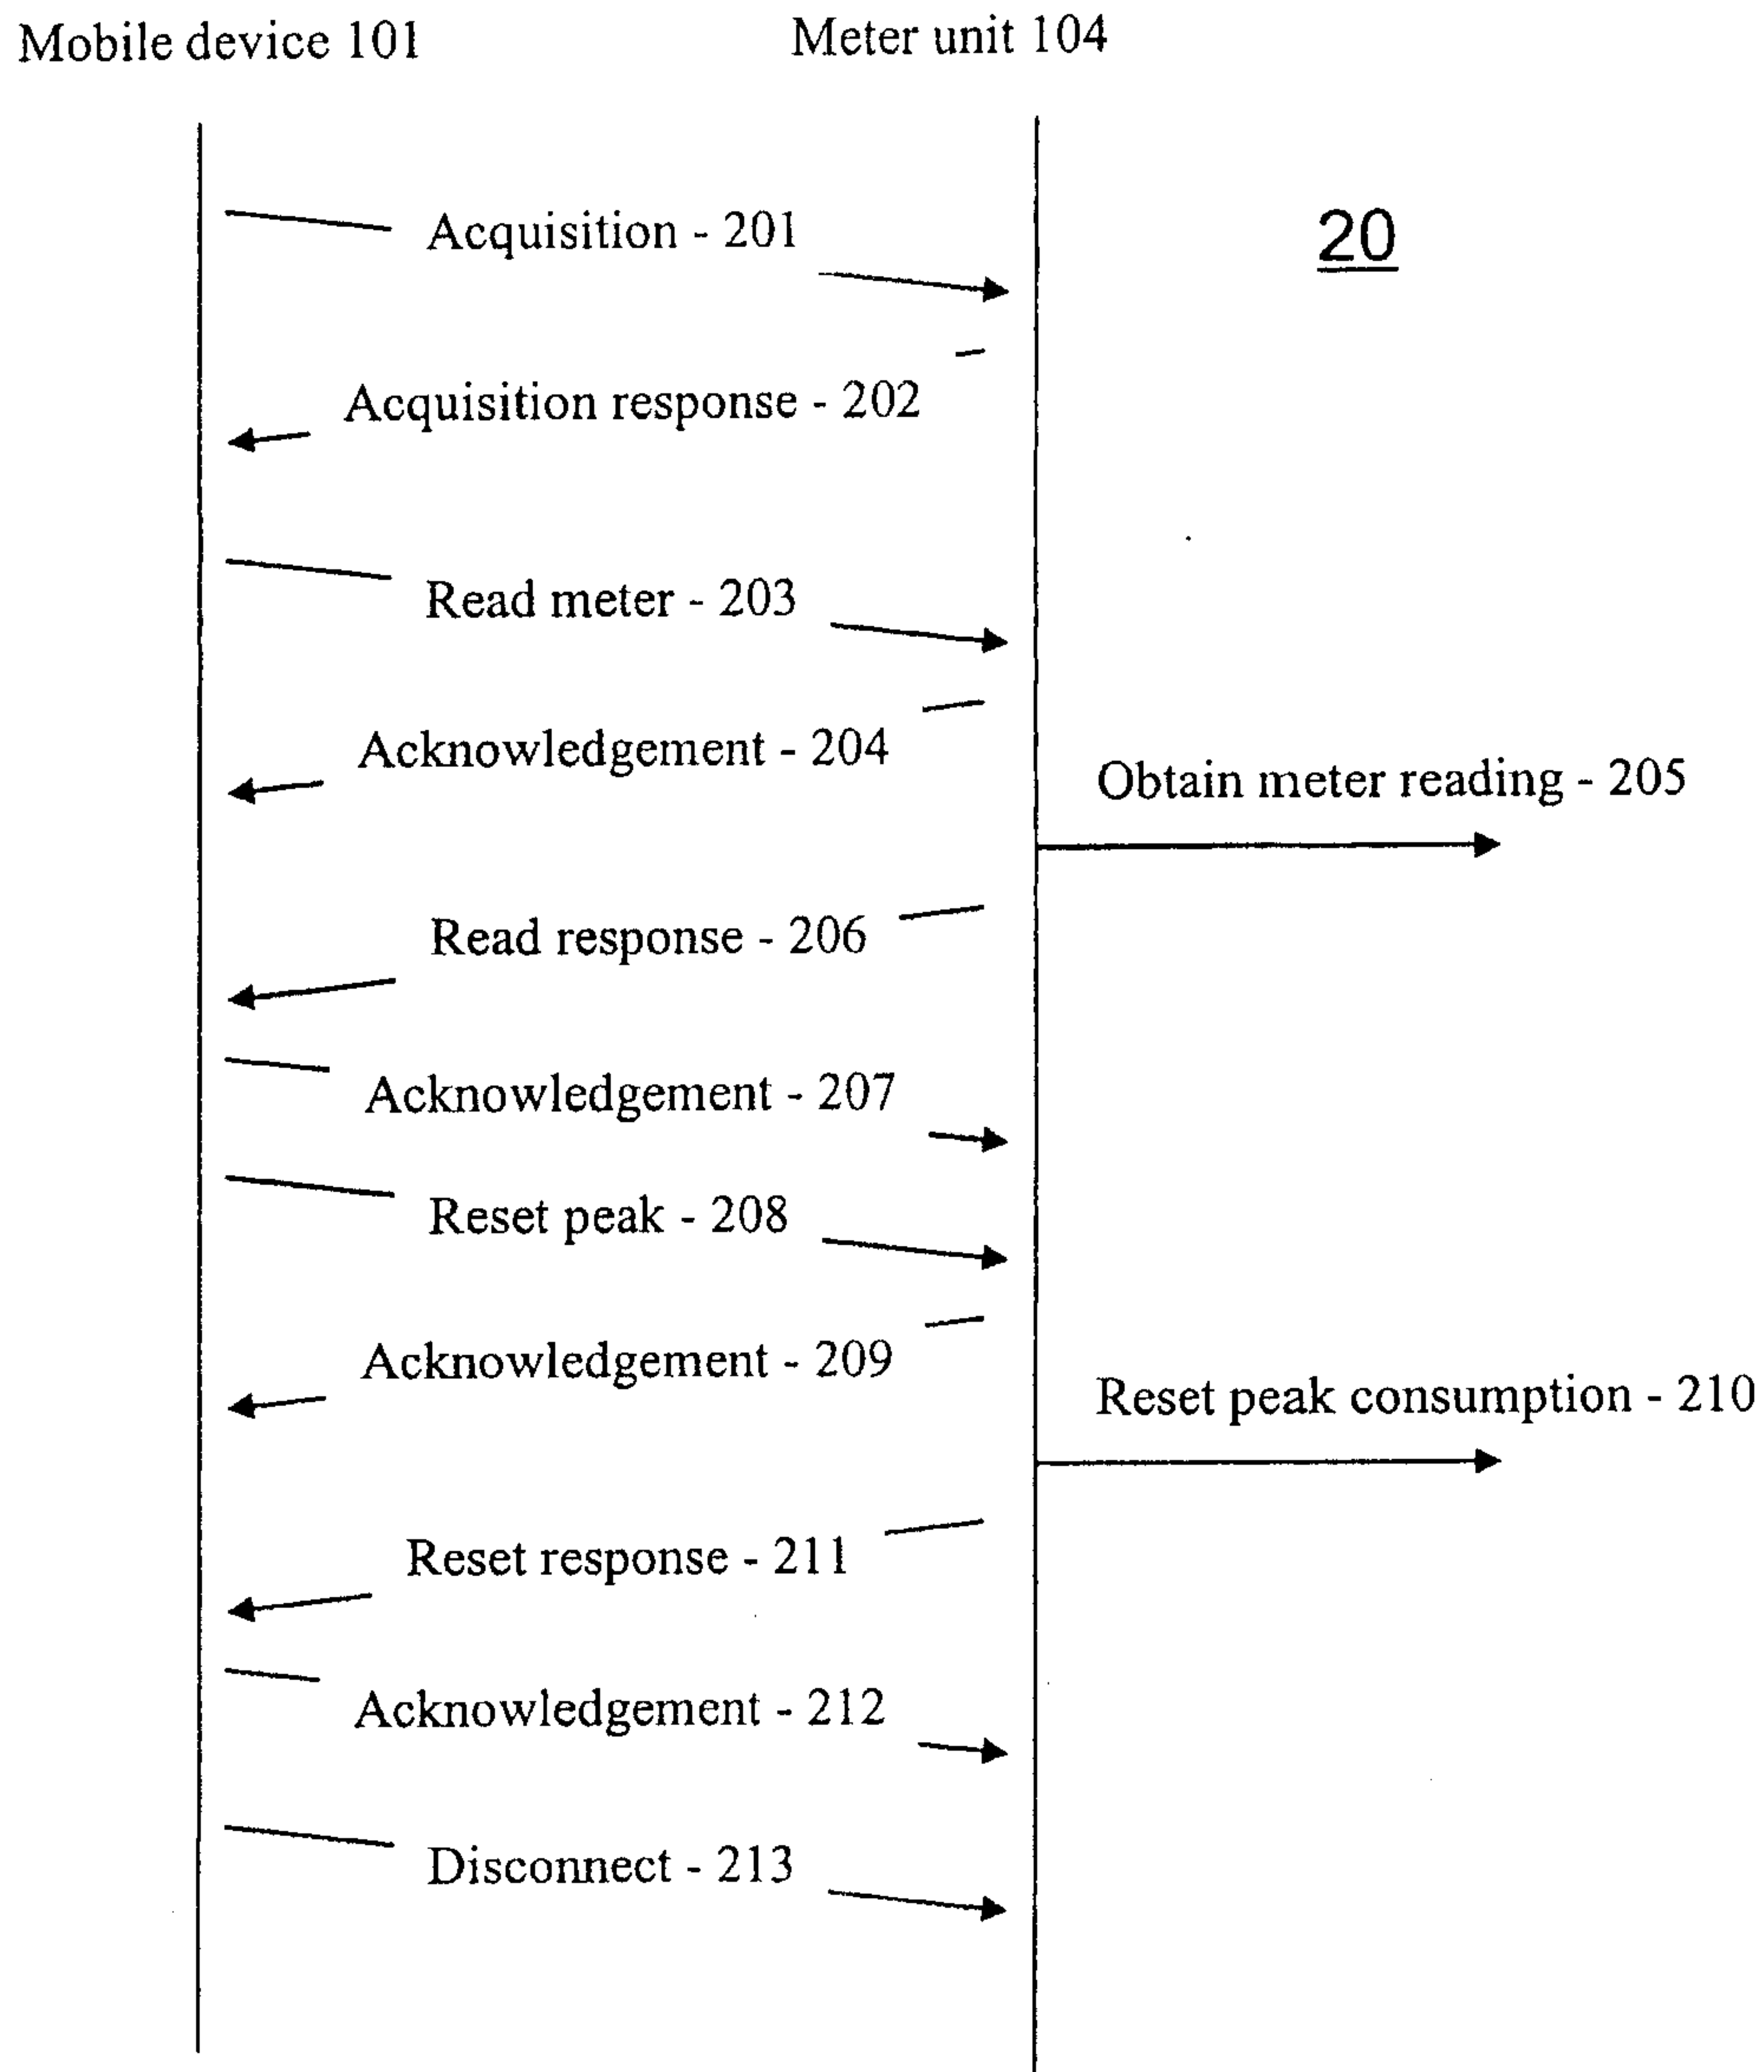 Mobile device 101
Meter unit 104
Acquisition - 201
20
Acquisition response - 202
Read meter - 203
Acknowledgement - 204
Obtain meter reading - 205
Read response - 206
Acknowledgement - 207
Reset peak - 208
Acknowledgement - 209
Reset peak consumption - 210
Reset response - 211
Acknowledgement - 212
Disconnect - 213